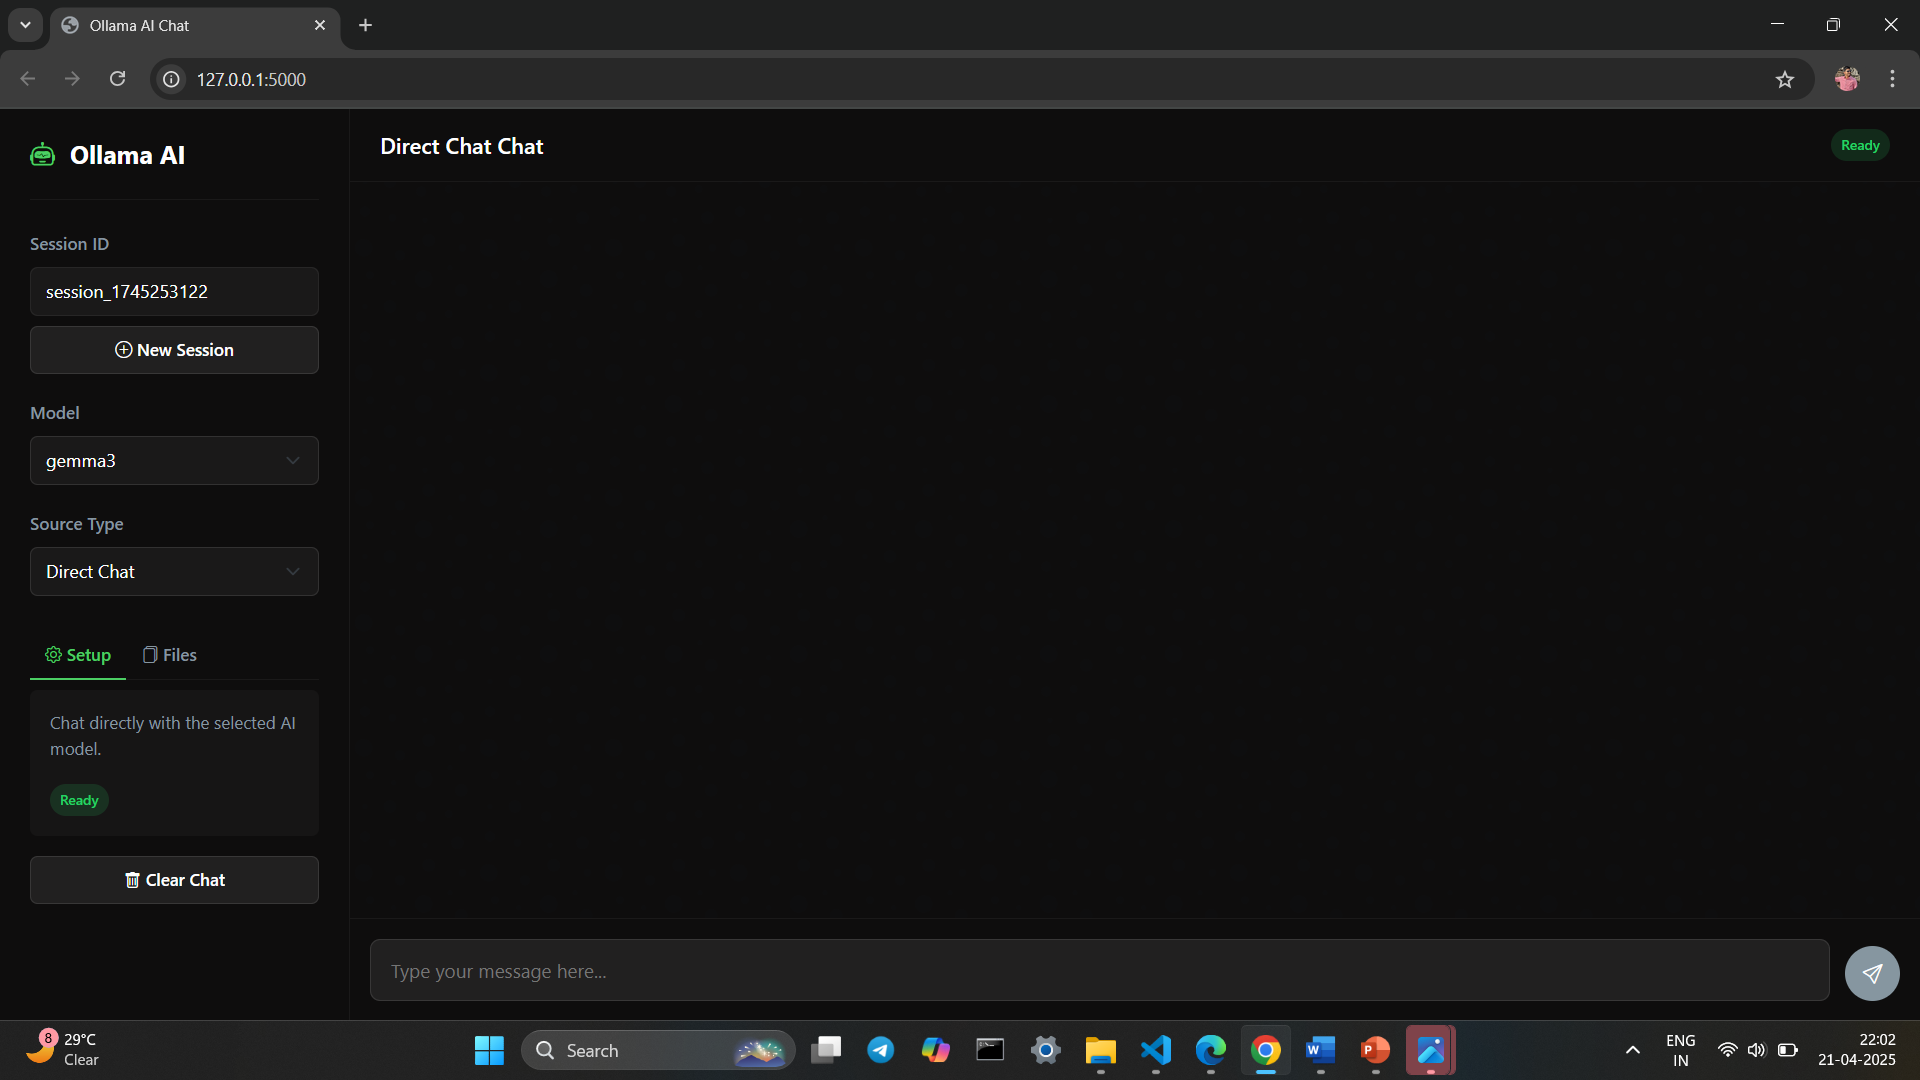 Ollama AI Chat
127.0.0.1:5000
Ollama AI
Session ID
session_1745253122
New Session
Model
gemma3
Source Type
Direct Chat
Setup
Files
Chat directly with the selected AI
model.
Ready
Clear Chat
Direct Chat Chat
Ready
Type your message here...
8
29°C
Clear
Search
ENG
IN
22:02
21-04-2025